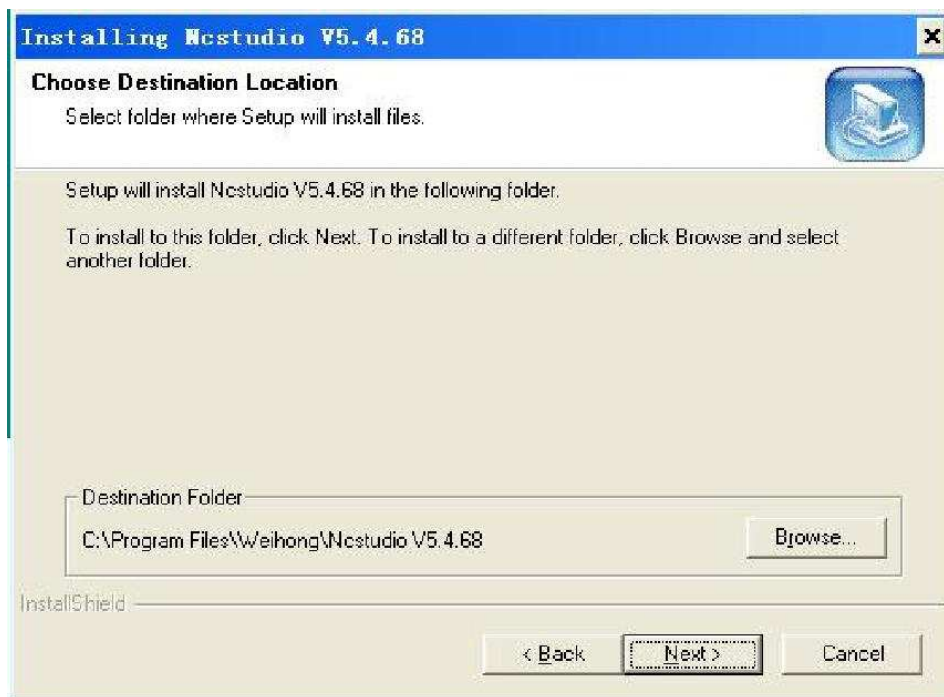 Installing Ncstudio V5.4.68
Choose Destination Location
Select folder where Setup will install files.
Setup will install Ncstudio V5.4.68 in the following folder.
To install to this folder, click Next. To install to a different folder, click Browse and select
another folder.
Destination Folder
C:\Program Files\Weihong\Ncstudio V5.4.68
Browse...
InstallShield
< Back
Next >
Cancel